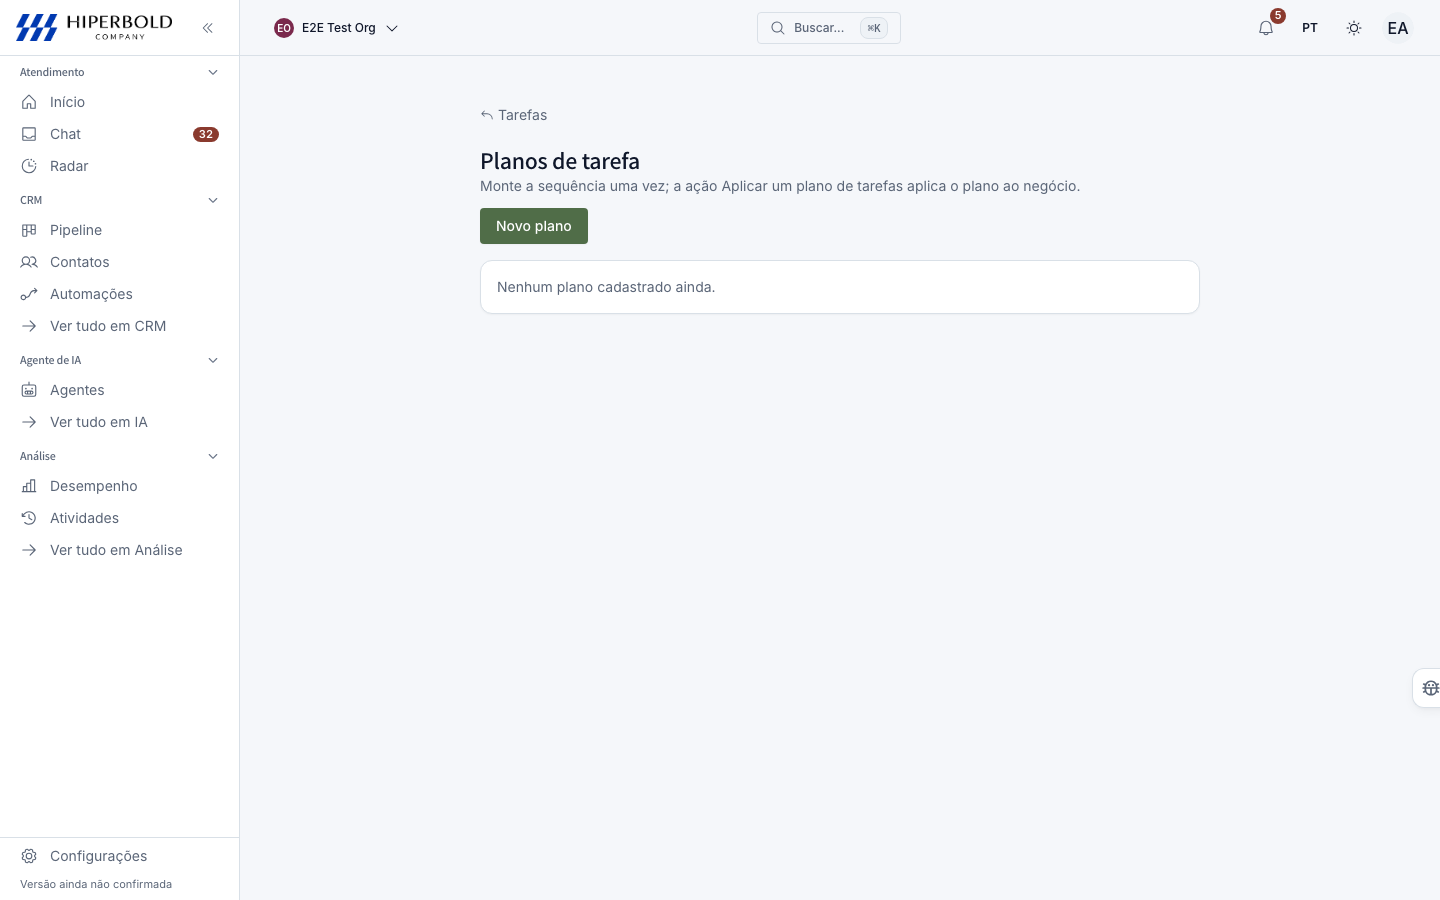 HIPERBOLD
COMPANY
EO E2E Test Org
Buscar... ⌘K
5
PT
EA
Atendimento
Início
Chat 32
Radar
CRM
Pipeline
Contatos
Automações
Ver tudo em CRM
Agente de IA
Agentes
Ver tudo em IA
Análise
Desempenho
Atividades
Ver tudo em Análise
Configurações
Versão ainda não confirmada
Tarefas
Planos de tarefa
Monte a sequência uma vez; a ação Aplicar um plano de tarefas aplica o plano ao negócio.
Novo plano
Nenhum plano cadastrado ainda.